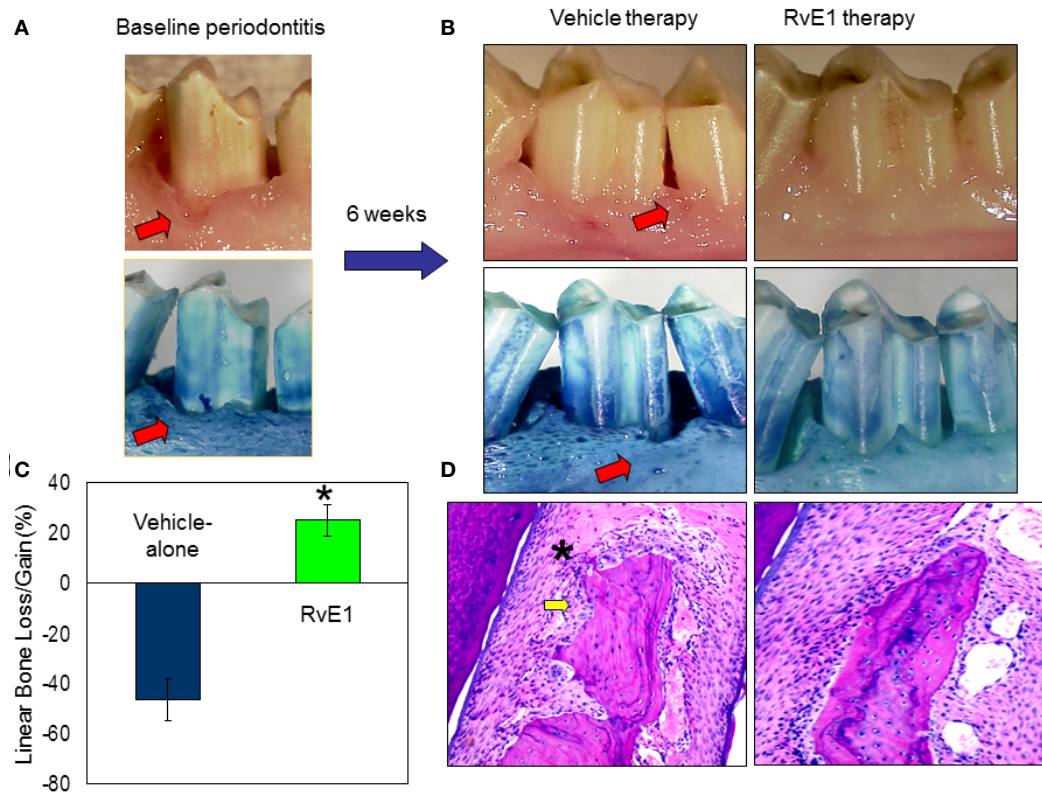 A
Baseline periodontitis
6 weeks
B
Vehicle therapy
RvE1 therapy
C
Linear Bone Loss/Gain (%)
40
20
0
-20
-40
-60
-80
Vehicle-
alone
*
RvE1
D
*